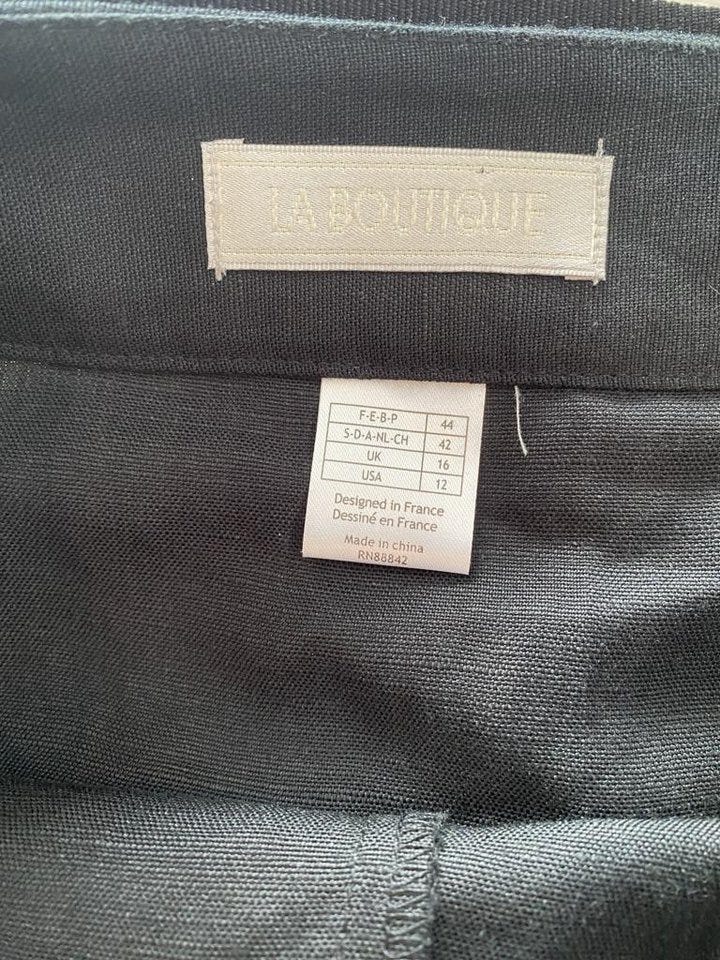 LA BOUTIQUE
F-E-B-P 44
S-D-A-NL-CH 42
UK 16
USA 12
Designed in France
Dessiné en France
Made in china
RN88842